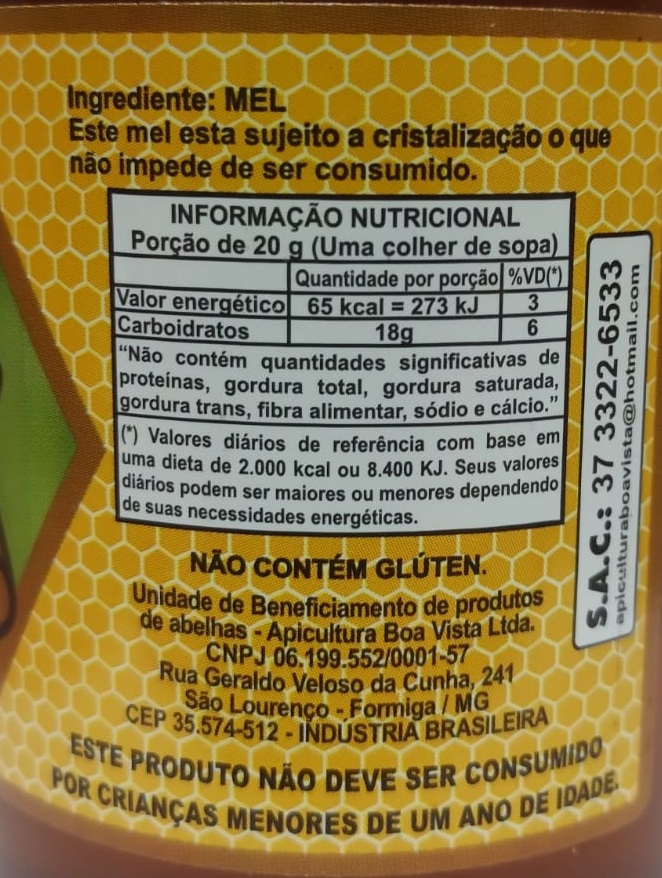 Ingrediente: MEL
Este mel esta sujeito a cristalização o que
não impede de ser consumido.
INFORMAÇÃO NUTRICIONAL
Porção de 20 g (Uma colher de sopa)
Quantidade por porção %VD(*)
Valor energético 65 kcal = 273 kJ 3
Carboidratos 18g 6
“Não contém quantidades significativas de
proteínas, gordura total, gordura saturada,
gordura trans, fibra alimentar, sódio e cálcio.”
(*) Valores diários de referência com base em
uma dieta de 2.000 kcal ou 8.400 KJ. Seus valores
diários podem ser maiores ou menores dependendo
de suas necessidades energéticas.
S.A.C.: 37 3322-6533
apiculturaboavista@hotmail.com
NÃO CONTÉM GLÚTEN.
Unidade de Beneficiamento de produtos
de abelhas - Apicultura Boa Vista Ltda.
CNPJ 06.199.552/0001-57
Rua Geraldo Veloso da Cunha, 241
São Lourenço - Formiga / MG
CEP 35.574-512 - INDÚSTRIA BRASILEIRA
ESTE PRODUTO NÃO DEVE SER CONSUMIDO
POR CRIANÇAS MENORES DE UM ANO DE IDADE.